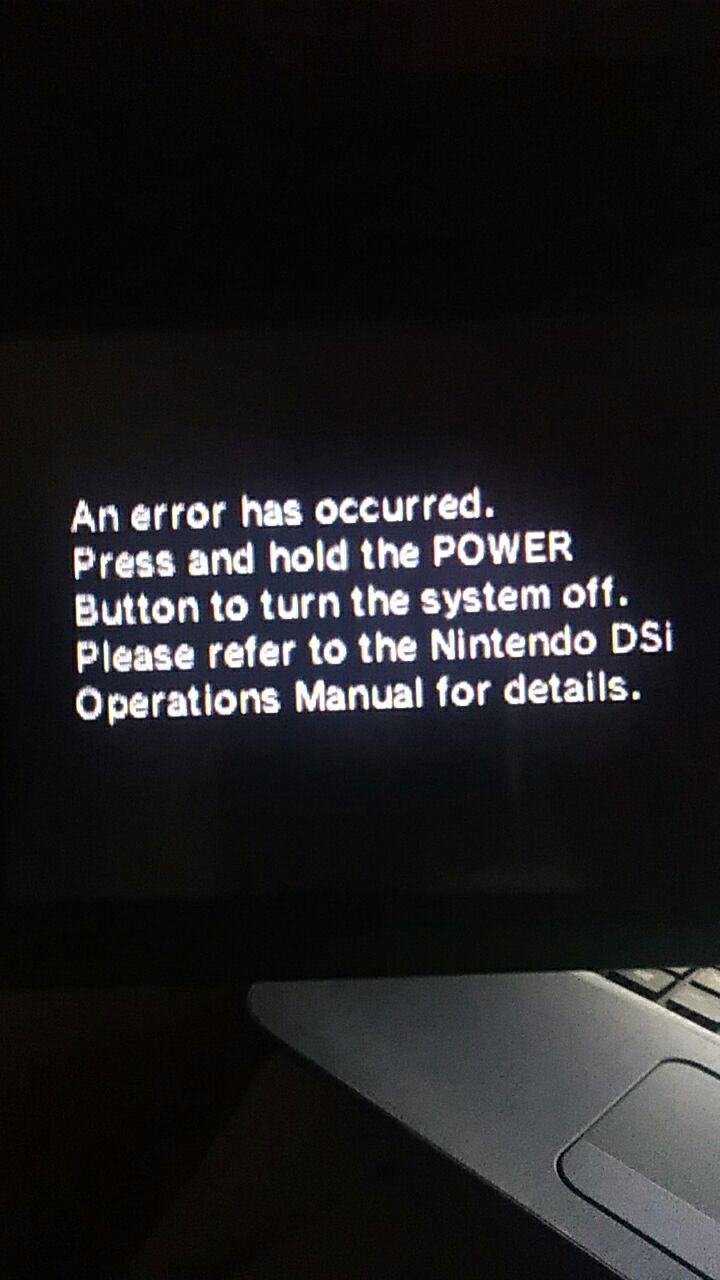 An error has occurred.
Press and hold the POWER
Button to turn the system off.
Please refer to the Nintendo DSi
Operations Manual for details.